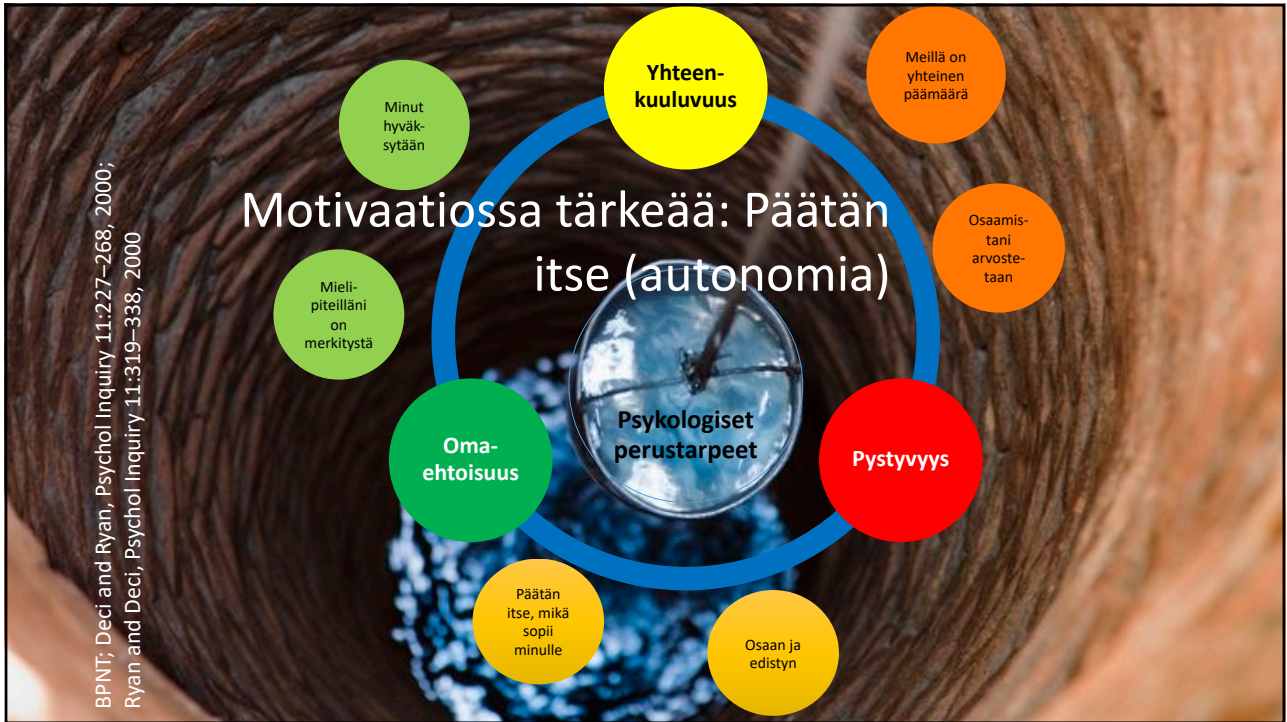 Yhteen-
kuuluvuus
Meillä on
yhteinen
päämäärä
Minut
hyväk-
sytään
Motivaatiossa tärkeää: Päätän
itse (autonomia)
Osaamis-
tani
arvoste-
taan
Mieli-
piteilläni
on
merkitystä
Psykologiset
perustarpeet
Oma-
ehtoisuus
Pystyvyys
Päätän
itse, mikä
sopii
minulle
Osaan ja
edistyn
BPNT; Deci and Ryan, Psychol Inquiry 11:227–268, 2000;
Ryan and Deci, Psychol Inquiry 11:319–338, 2000